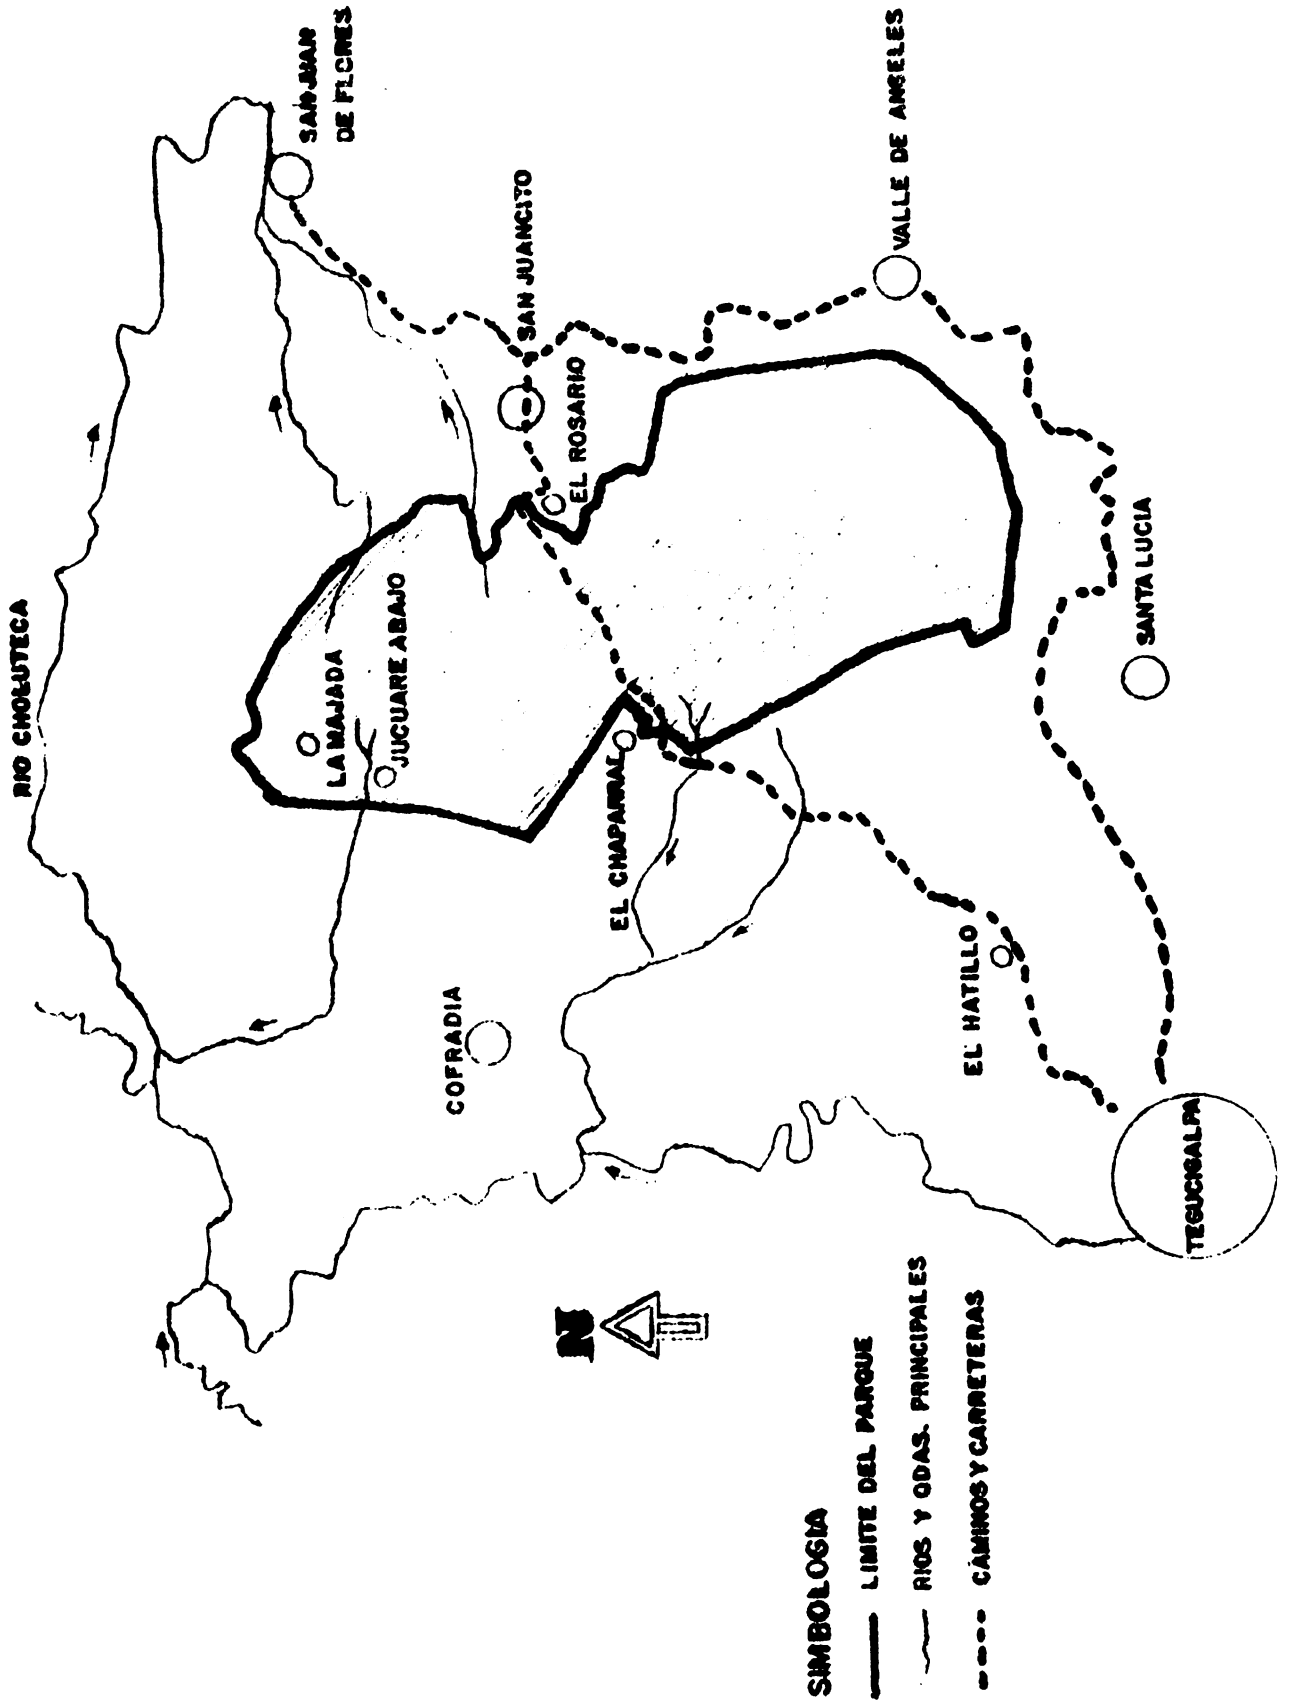 RIO CHOLUTECA
SAN JUAN
DE FLORES
LA MAJADA
JUCUARE ABAJO
SAN JUANCITO
EL ROSARIO
EL CHAPARRAL
COFRADIA
VALLE DE ANGELES
EL HATILLO
SANTA LUCIA
TEGUCIGALPA
N
SIMBOLOGIA
LIMITE DEL PARQUE
RIOS Y QDAS. PRINCIPALES
CAMINOS Y CARRETERAS